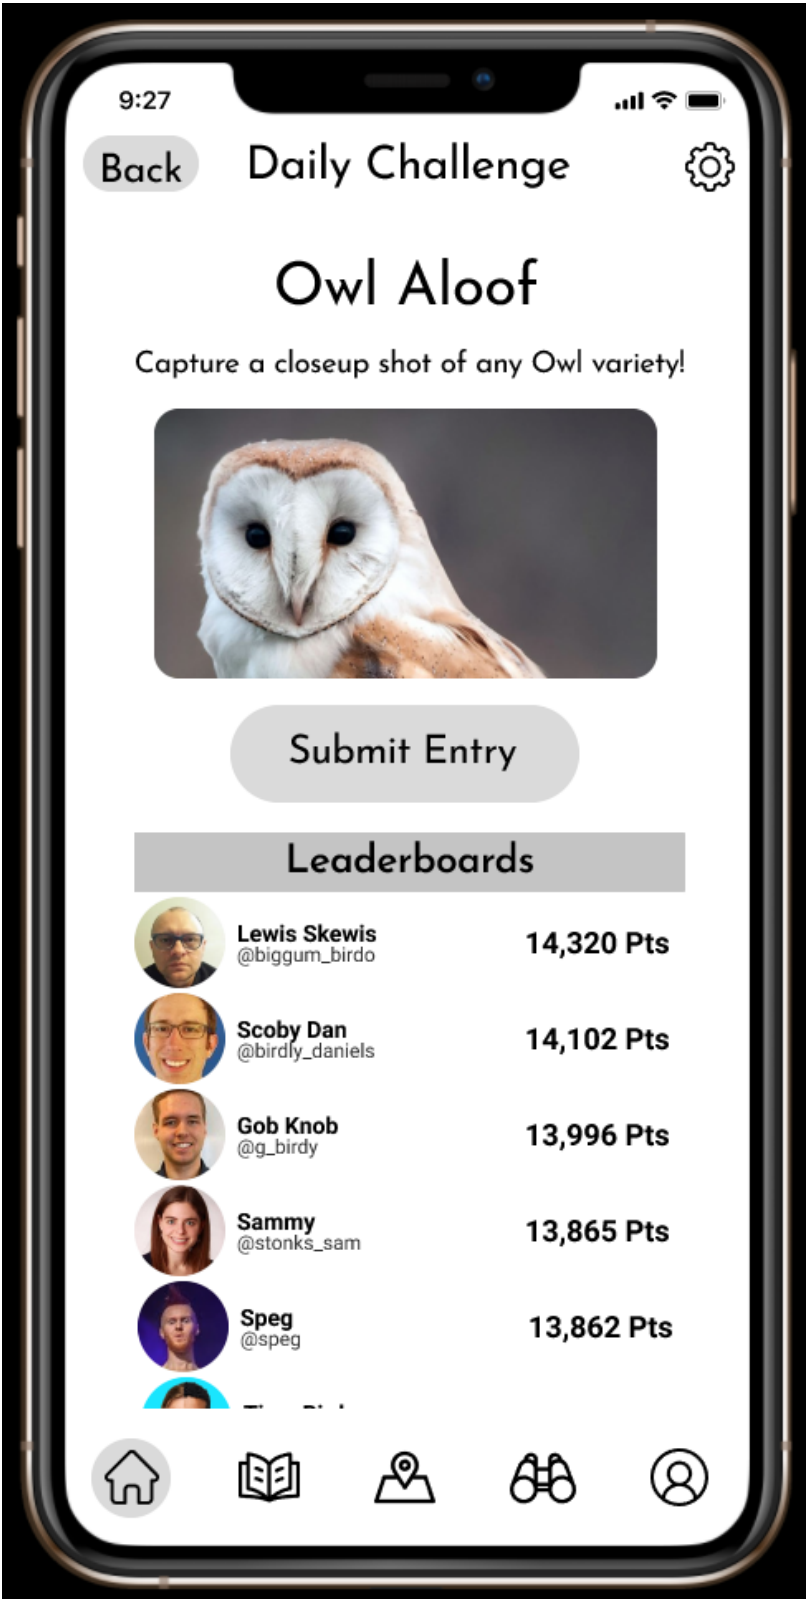 9:27
Back
Daily Challenge
Owl Aloof
Capture a closeup shot of any Owl variety!
Submit Entry
Leaderboards
Lewis Skewis
@biggum_birdo
14,320 Pts
Scoby Dan
@birdly_daniels
14,102 Pts
Gob Knob
@g_birdy
13,996 Pts
Sammy
@stonks_sam
13,865 Pts
Speg
@speg
13,862 Pts